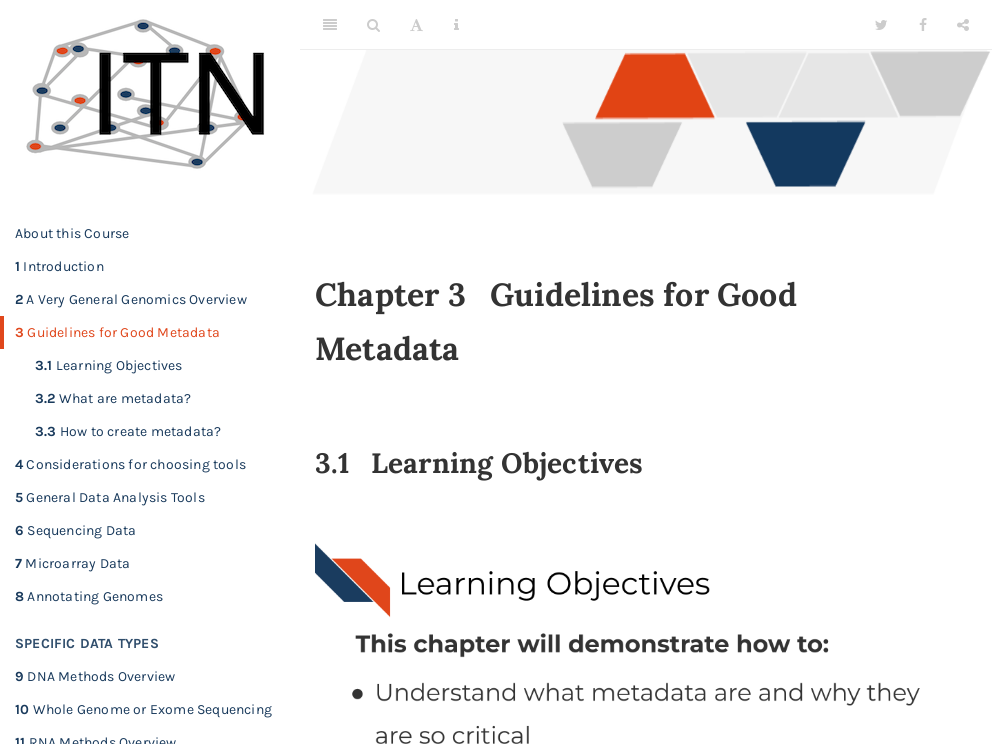 ITN
About this Course
1 Introduction
2 A Very General Genomics Overview
3 Guidelines for Good Metadata
3.1 Learning Objectives
3.2 What are metadata?
3.3 How to create metadata?
4 Considerations for choosing tools
5 General Data Analysis Tools
6 Sequencing Data
7 Microarray Data
8 Annotating Genomes
SPECIFIC DATA TYPES
9 DNA Methods Overview
10 Whole Genome or Exome Sequencing
11 RNA Methods Overview
A
i
Chapter 3 Guidelines for Good
Metadata
3.1 Learning Objectives
Learning Objectives
This chapter will demonstrate how to:
● Understand what metadata are and why they
are so critical